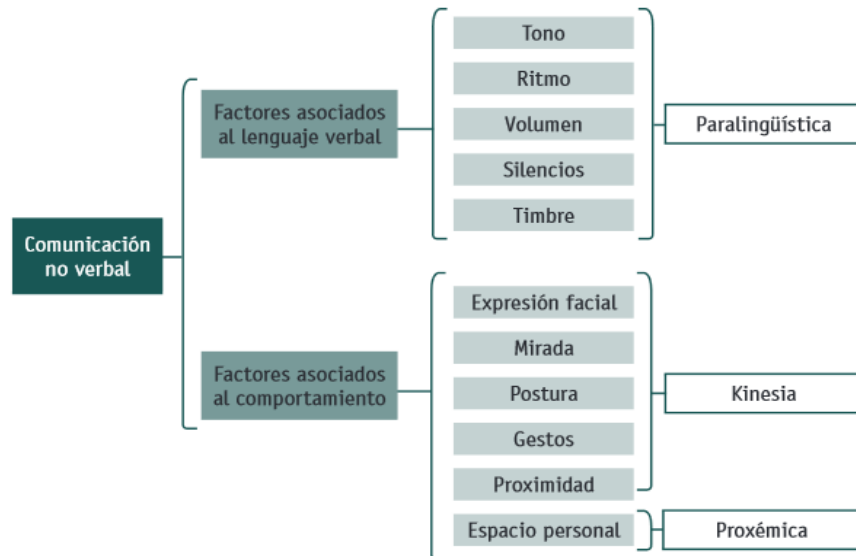 Tono
Ritmo
Factores asociados
al lenguaje verbal
Volumen
Paralingüística
Silencios
Timbre
Comunicación
no verbal
Expresión facial
Mirada
Factores asociados
al comportamiento
Postura
Kinesia
Gestos
Proximidad
Espacio personal
Proxémica